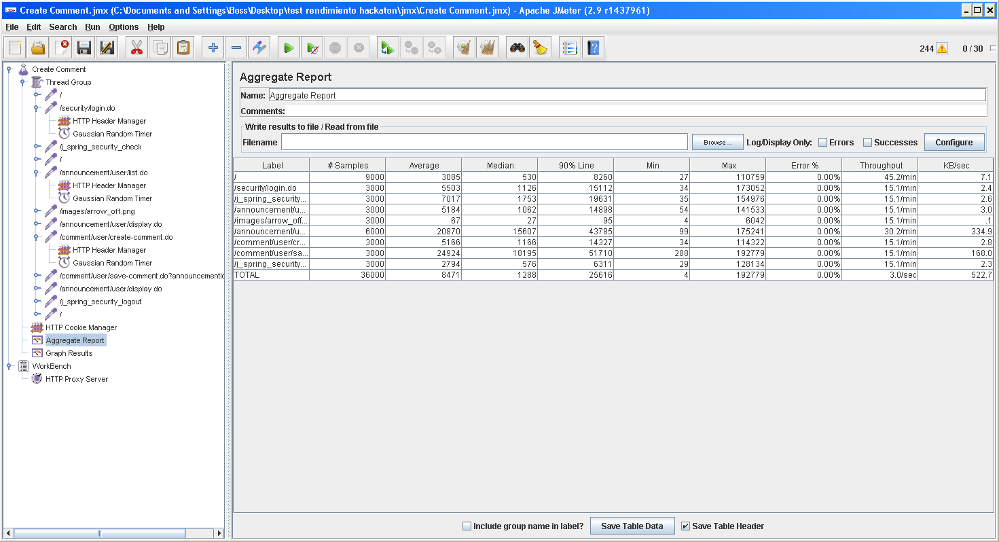 Create Comment.jmx (C:\Documents and Settings\Boss\Desktop\test rendimiento hackaton\jmx\Create Comment.jmx) - Apache JMeter (2.9 r1437961)
File Edit Search Run Options Help
244 0 / 30
Create Comment
Thread Group
/
/security/login.do
HTTP Header Manager
Gaussian Random Timer
/j_spring_security_check
/
/announcement/user/list.do
HTTP Header Manager
Gaussian Random Timer
/images/arrow_off.png
/announcement/user/display.do
/comment/user/create-comment.do
HTTP Header Manager
Gaussian Random Timer
/comment/user/save-comment.do?announcementIc
/announcement/user/display.do
/j_spring_security_logout
/
HTTP Cookie Manager
Aggregate Report
Graph Results
WorkBench
HTTP Proxy Server
Aggregate Report
Name: Aggregate Report
Comments:
Write results to file / Read from file
Filename Browse... Log/Display Only: Errors Successes Configure
Label # Samples Average Median 90% Line Min Max Error % Throughput KB/sec
/ 9000 3085 530 8260 27 110759 0.00% 45.2/min 7.1
/security/login.do 3000 5503 1126 15112 34 173052 0.00% 15.1/min 2.4
/j_spring_security... 3000 7017 1753 19631 35 154976 0.00% 15.1/min 2.6
/announcement/u... 3000 5184 1062 14898 54 141533 0.00% 15.1/min 3.0
/images/arrow_off... 3000 67 27 95 4 6042 0.00% 15.1/min .1
/announcement/u... 6000 20870 15607 43785 99 175241 0.00% 30.2/min 334.9
/comment/user/cr... 3000 5166 1166 14327 34 114322 0.00% 15.1/min 2.8
/comment/user/sa... 3000 24924 18195 51710 288 192779 0.00% 15.1/min 168.0
/j_spring_security... 3000 2794 576 6311 29 128134 0.00% 15.1/min 2.3
TOTAL 36000 8471 1288 25616 4 192779 0.00% 3.0/sec 522.7
Include group name in label? Save Table Data Save Table Header